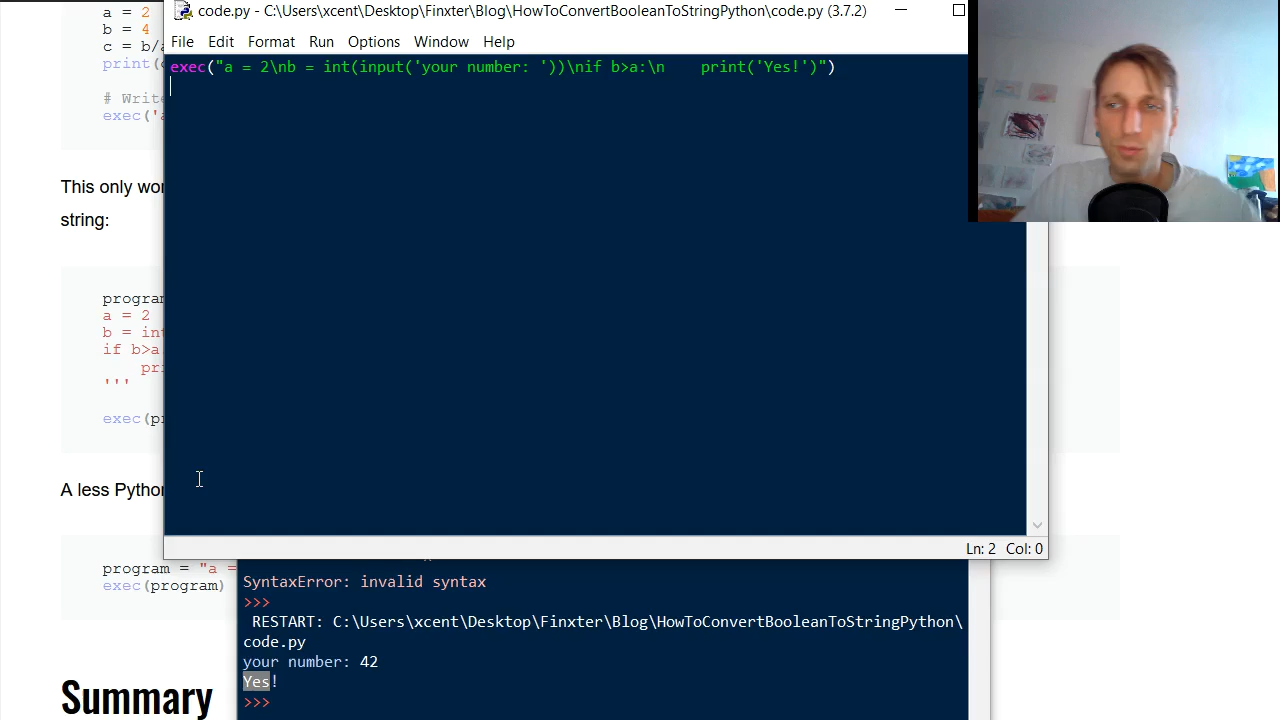 a = 2
b = 4
c = b/a
print(
# Write
exec('a
This only wor
string:
program
a = 2
b = int
if b>a
pri
'''
exec(pr
A less Python
program = "a =
exec(program)
Summary
code.py - C:\Users\xcent\Desktop\Finxter\Blog\HowToConvertBooleanToStringPython\code.py (3.7.2)
File Edit Format Run Options Window Help
exec("a = 2\nb = int(input('your number: '))\nif b>a:\n    print('Yes!')")
Ln: 2 Col: 0
SyntaxError: invalid syntax
>>>
RESTART: C:\Users\xcent\Desktop\Finxter\Blog\HowToConvertBooleanToStringPython\
code.py
your number: 42
Yes!
>>>